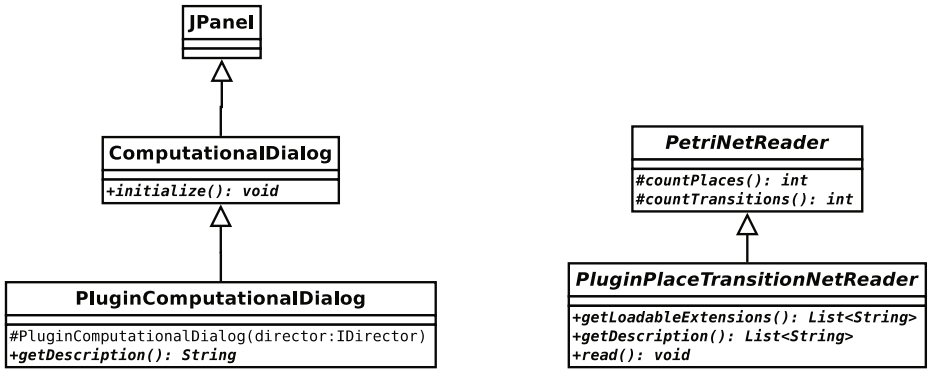 JPanel
ComputationalDialog
+initialize(): void
PluginComputationalDialog
#PluginComputationalDialog(director:IDirector)
+getDescription(): String
PetriNetReader
#countPlaces(): int
#countTransitions(): int
PluginPlaceTransitionNetReader
+getLoadableExtensions(): List<String>
+getDescription(): List<String>
+read(): void